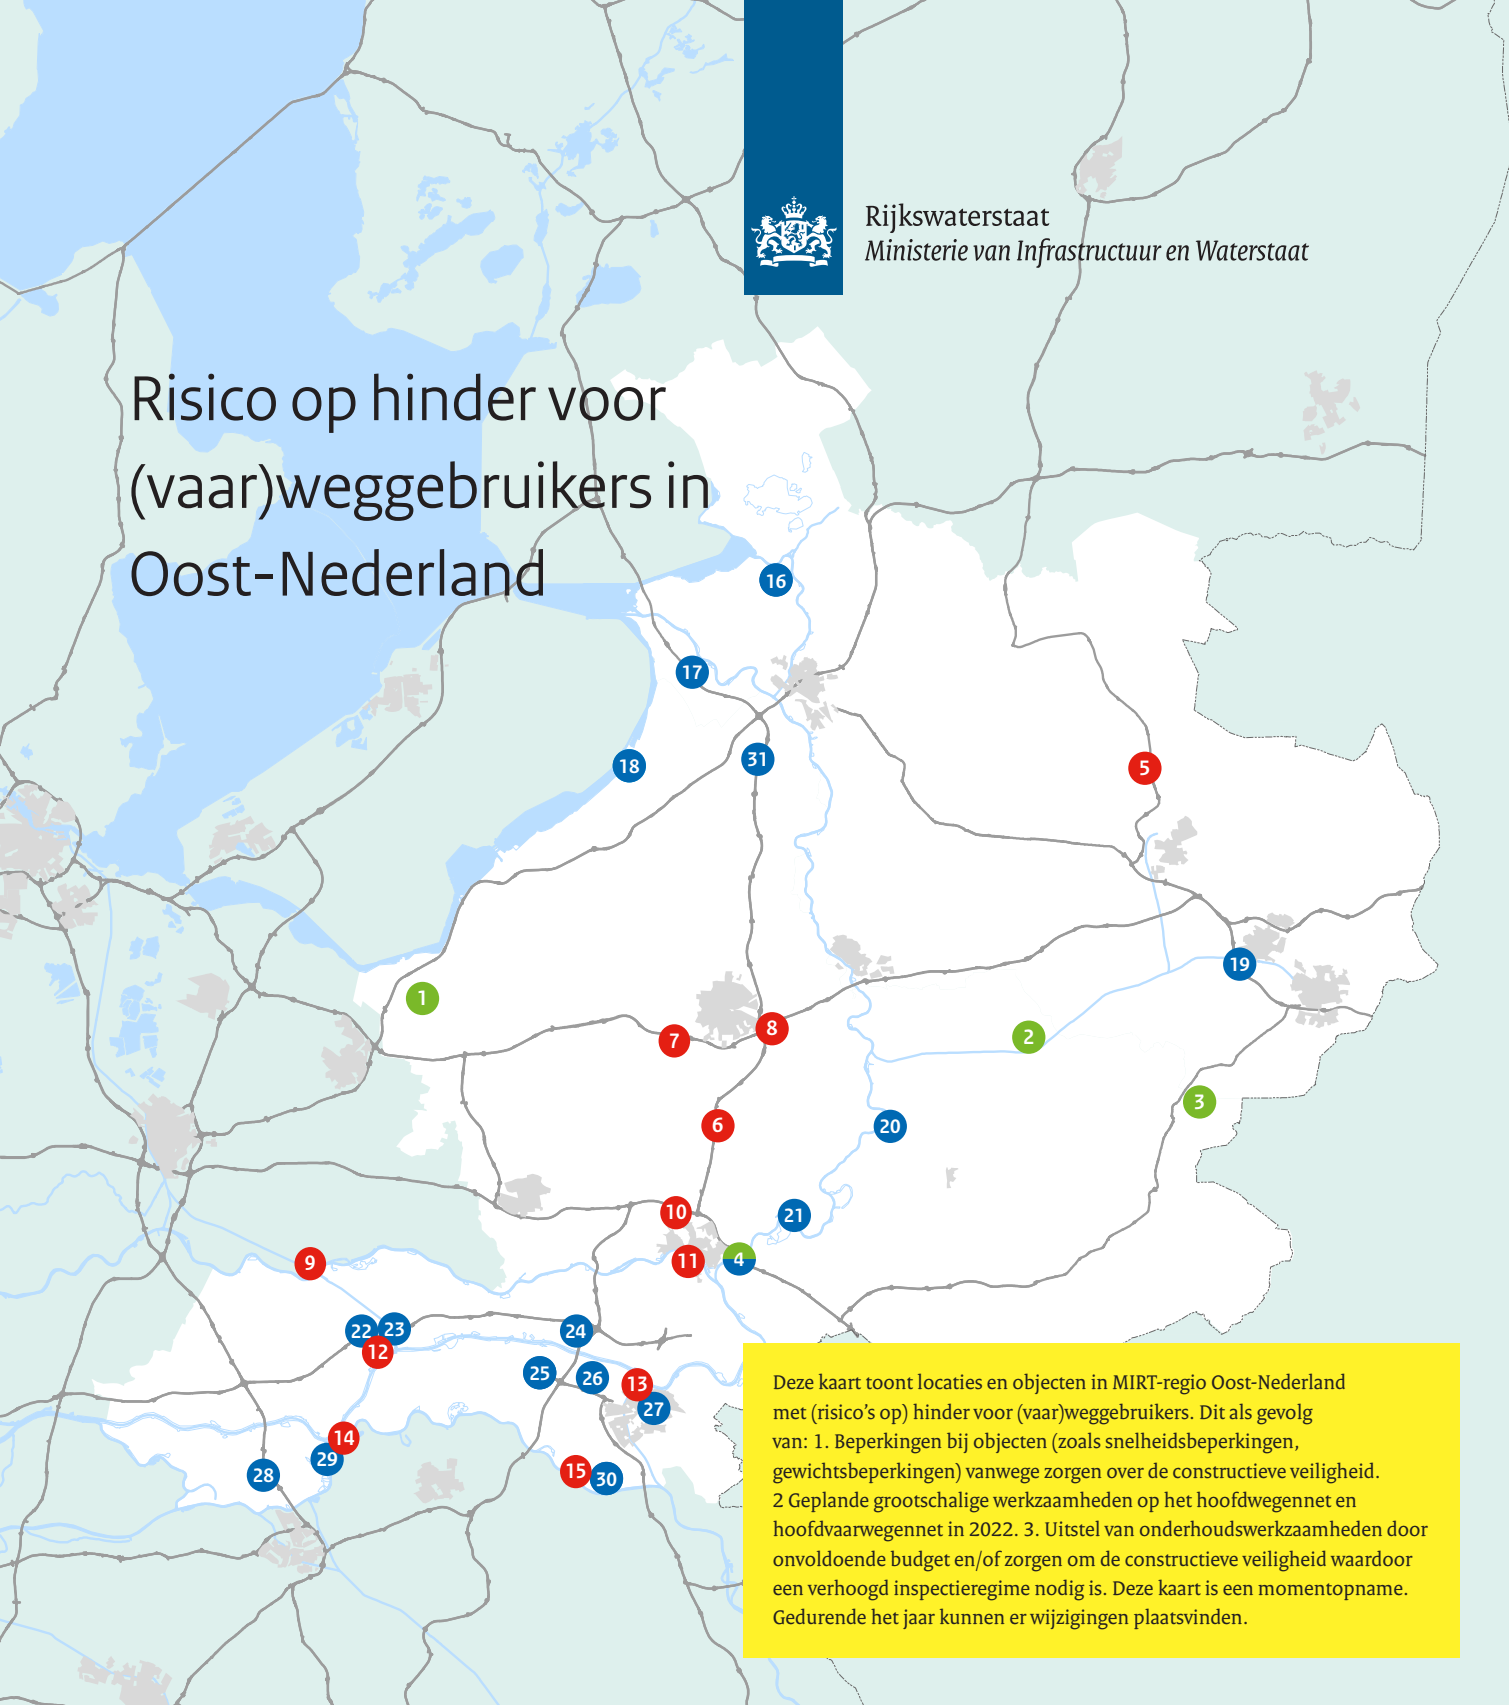 Rijkswaterstaat
Ministerie van Infrastructuur en Waterstaat
Risico op hinder voor
(vaar)weggebruikers in
Oost-Nederland
16
17
18
31
5
19
1
7
8
2
3
6
20
10
21
9
11
4
22
23
12
24
25
26
13
27
14
29
28
15
30
Deze kaart toont locaties en objecten in MIRT-regio Oost-Nederland
met (risico’s op) hinder voor (vaar)weggebruikers. Dit als gevolg
van: 1. Beperkingen bij objecten (zoals snelheidsbeperkingen,
gewichtsbeperkingen) vanwege zorgen over de constructieve veiligheid.
2 Geplande grootschalige werkzaamheden op het hoofdwegennet en
hoofdvaarwegennet in 2022. 3. Uitstel van onderhoudswerkzaamheden door
onvoldoende budget en/of zorgen om de constructieve veiligheid waardoor
een verhoogd inspectieregime nodig is. Deze kaart is een momentopname.
Gedurende het jaar kunnen er wijzigingen plaatsvinden.